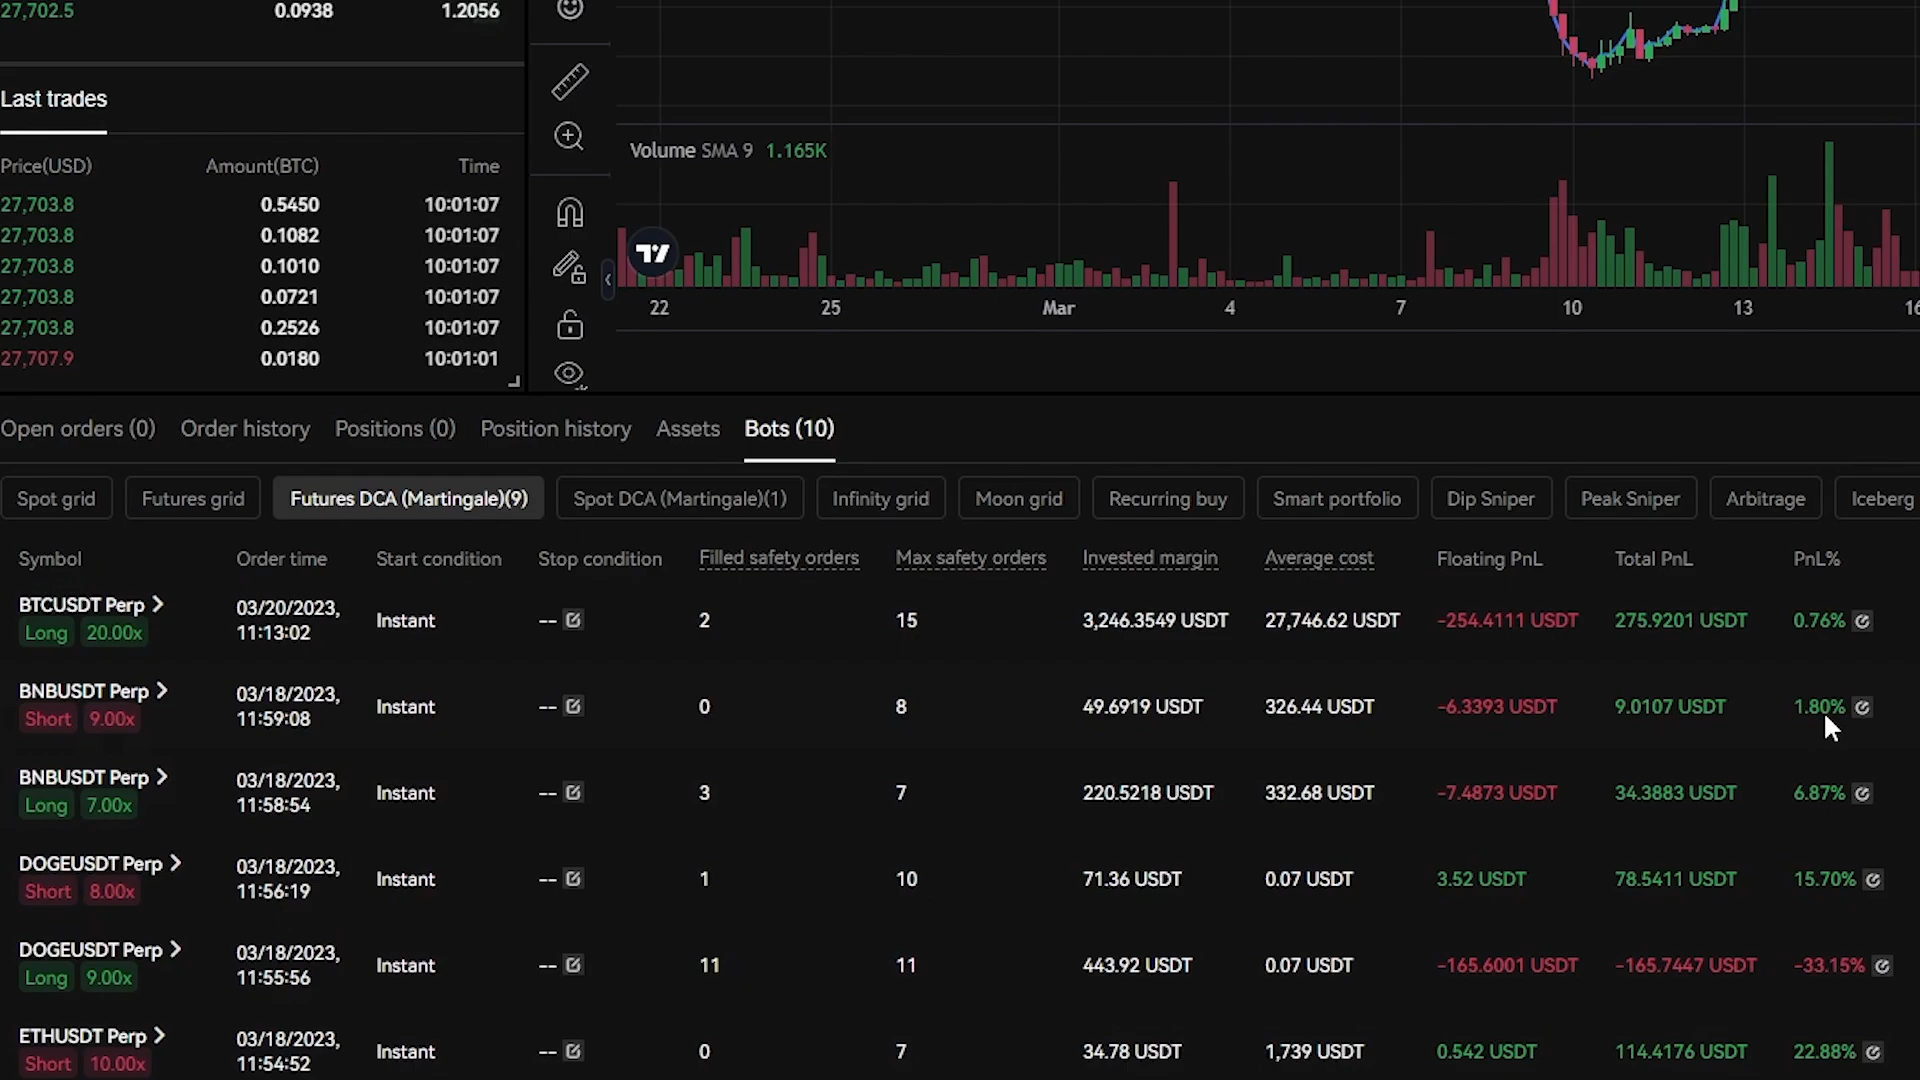 27,702.5 0.0938 1.2056
Last trades
Price(USD) Amount(BTC) Time
27,703.8 0.5450 10:01:07
27,703.8 0.1082 10:01:07
27,703.8 0.1010 10:01:07
27,703.8 0.0721 10:01:07
27,703.8 0.2526 10:01:07
27,707.9 0.0180 10:01:01
Volume SMA 9 1.165K
22 25 Mar 4 7 10 13 16
Open orders (0) Order history Positions (0) Position history Assets Bots (10)
Spot grid Futures grid Futures DCA (Martingale)(9) Spot DCA (Martingale)(1) Infinity grid Moon grid Recurring buy Smart portfolio Dip Sniper Peak Sniper Arbitrage Iceberg
Symbol Order time Start condition Stop condition Filled safety orders Max safety orders Invested margin Average cost Floating PnL Total PnL PnL%
BTCUSDT Perp
Long 20.00x
03/20/2023,
11:13:02
Instant -- 2 15 3,246.3549 USDT 27,746.62 USDT -254.4111 USDT 275.9201 USDT 0.76%
BNBUSDT Perp
Short 9.00x
03/18/2023,
11:59:08
Instant -- 0 8 49.6919 USDT 326.44 USDT -6.3393 USDT 9.0107 USDT 1.80%
BNBUSDT Perp
Long 7.00x
03/18/2023,
11:58:54
Instant -- 3 7 220.5218 USDT 332.68 USDT -7.4873 USDT 34.3883 USDT 6.87%
DOGEUSDT Perp
Short 8.00x
03/18/2023,
11:56:19
Instant -- 1 10 71.36 USDT 0.07 USDT 3.52 USDT 78.5411 USDT 15.70%
DOGEUSDT Perp
Long 9.00x
03/18/2023,
11:55:56
Instant -- 11 11 443.92 USDT 0.07 USDT -165.6001 USDT -165.7447 USDT -33.15%
ETHUSDT Perp
Short 10.00x
03/18/2023,
11:54:52
Instant -- 0 7 34.78 USDT 1,739 USDT 0.542 USDT 114.4176 USDT 22.88%